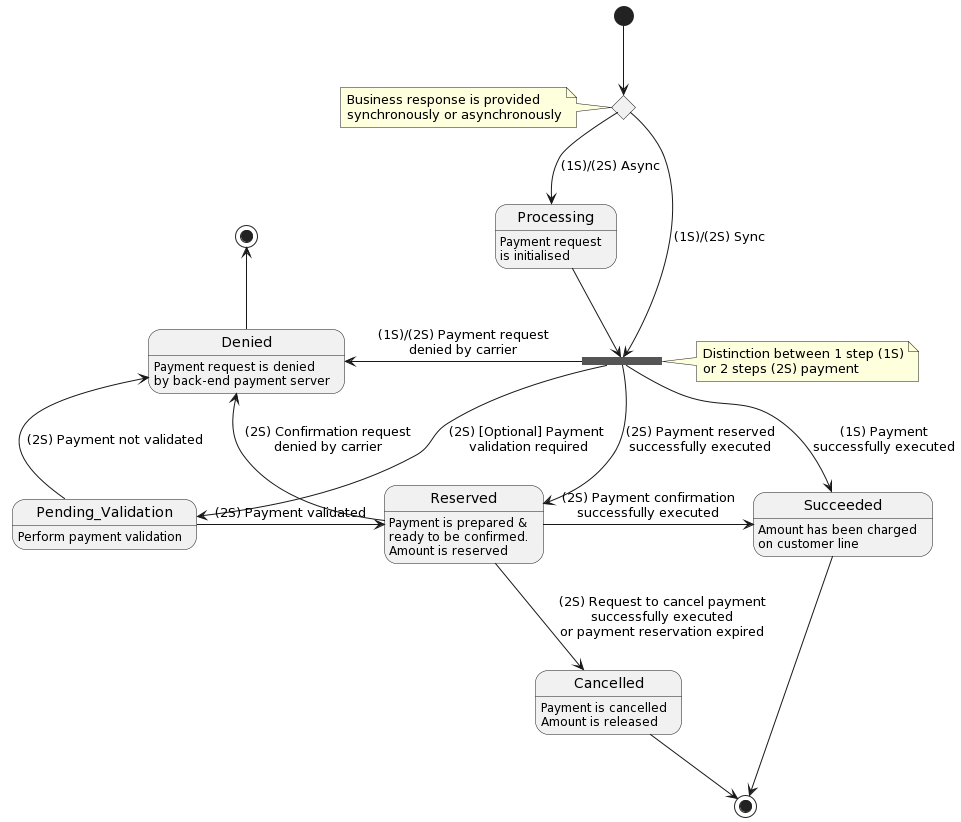 Business response is provided
synchronously or asynchronously
(1S)/(2S) Async
Processing
Payment request
is initialised
(1S)/(2S) Sync
Denied
Payment request is denied
by back-end payment server
(1S)/(2S) Payment request
denied by carrier
Distinction between 1 step (1S)
or 2 steps (2S) payment
(2S) Payment not validated
(2S) Confirmation request
denied by carrier
(2S) [Optional] Payment
validation required
(2S) Payment reserved
successfully executed
(1S) Payment
successfully executed
Pending_Validation
Perform payment validation
(2S) Payment validated
Reserved
Payment is prepared &
ready to be confirmed.
Amount is reserved
(2S) Payment confirmation
successfully executed
Succeeded
Amount has been charged
on customer line
(2S) Request to cancel payment
successfully executed
or payment reservation expired
Cancelled
Payment is cancelled
Amount is released